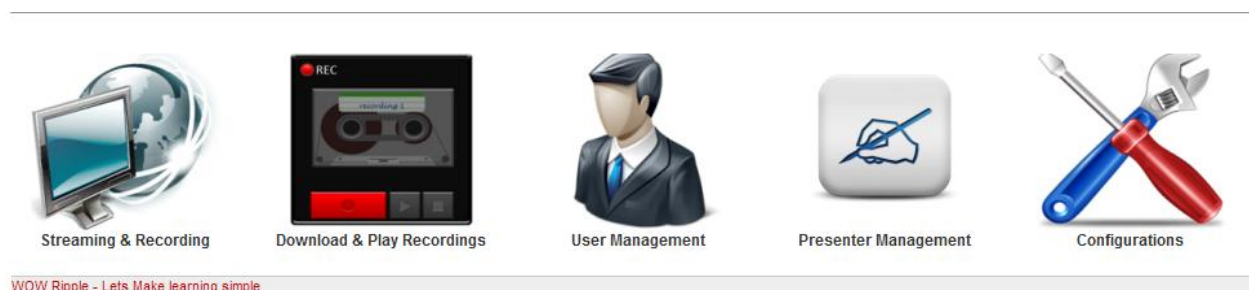 REC
recording 1
Streaming & Recording
Download & Play Recordings
User Management
Presenter Management
Configurations
WOW Ripple - Lets Make learning simple